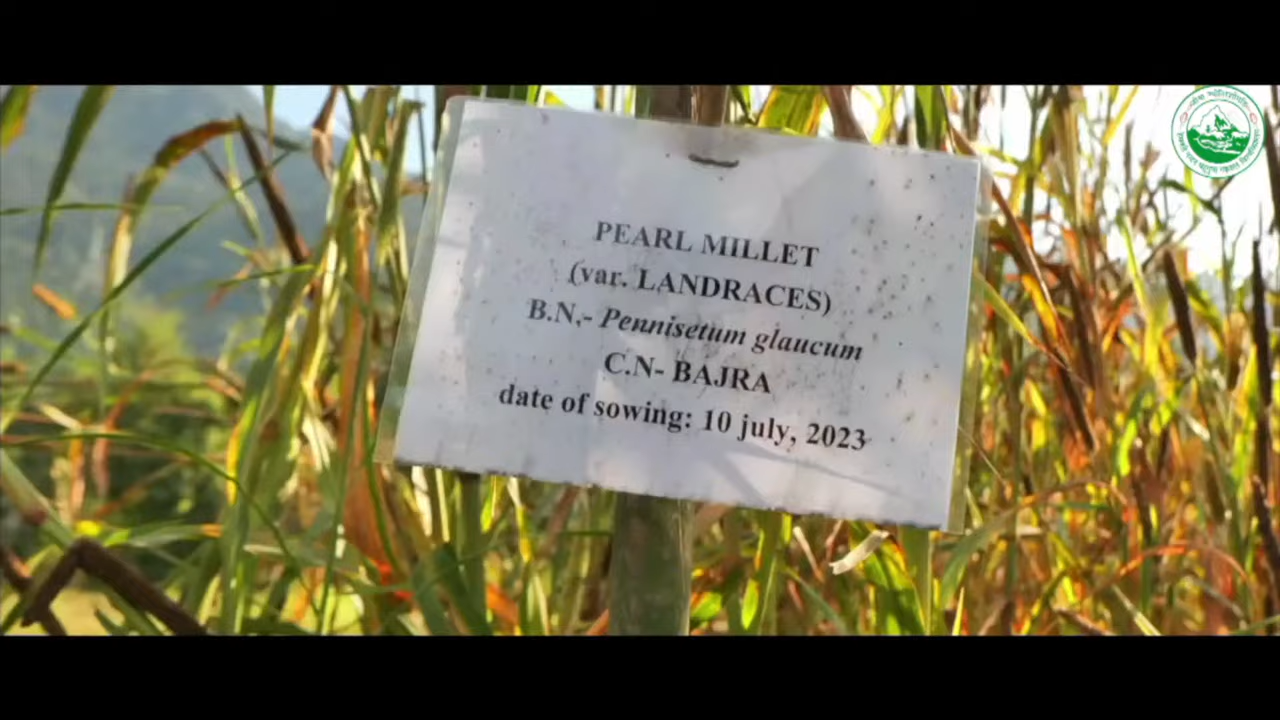 PEARL MILLET
(var. LANDRACES)
B.N.- Pennisetum glaucum
C.N- BAJRA
date of sowing: 10 july, 2023